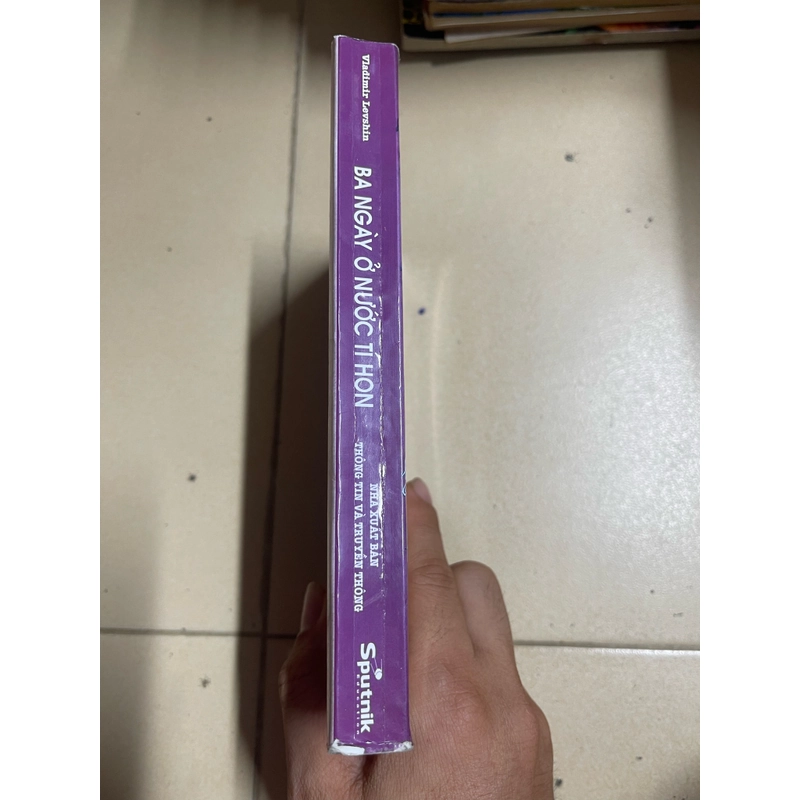 Vladimir Levshin
BA NGÀY Ở NƯỚC TÍ HON
NHÀ XUẤT BẢN
THÔNG TIN VÀ TRUYỀN THÔNG
Sputnik